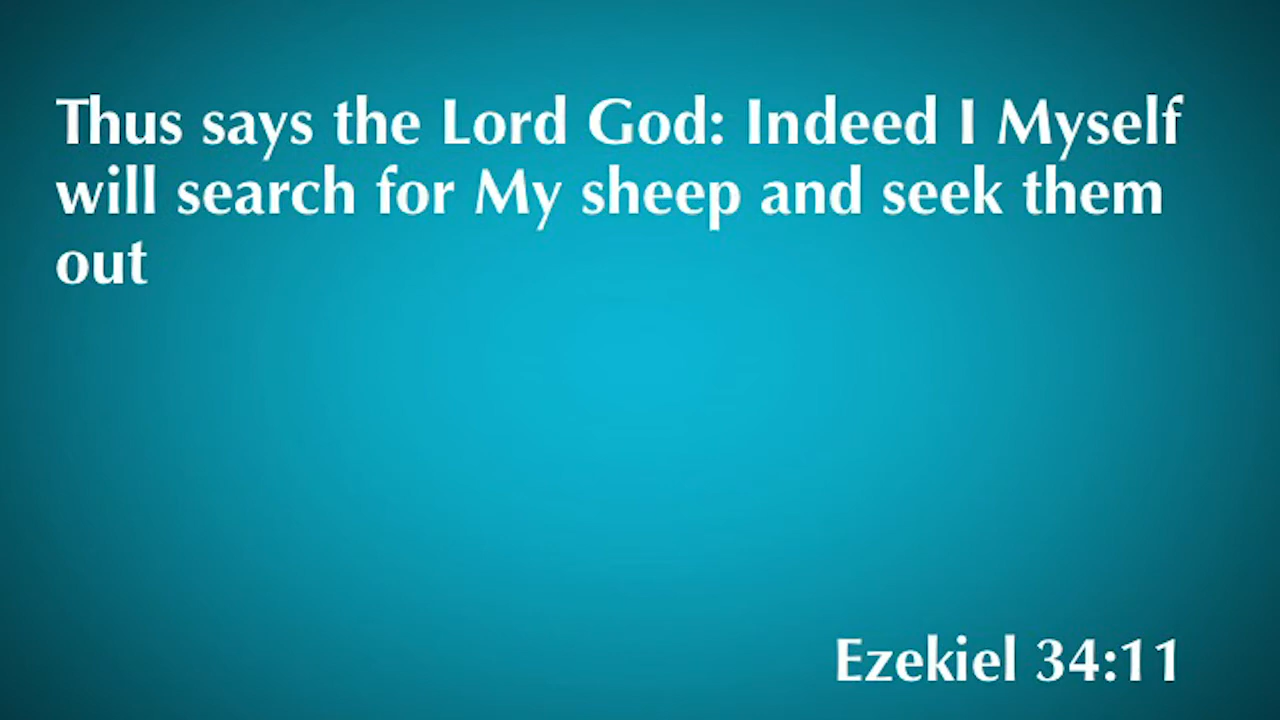 Thus says the Lord God: Indeed I Myself
will search for My sheep and seek them
out
Ezekiel 34:11